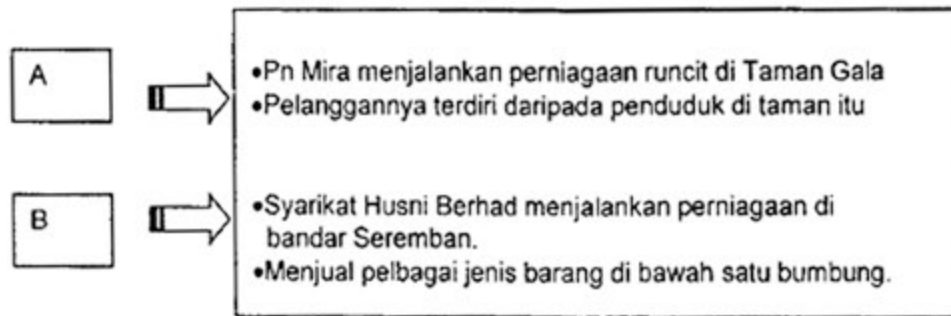 A
•Pn Mira menjalankan perniagaan runcit di Taman Gala
•Pelanggannya terdiri daripada penduduk di taman itu
B
•Syarikat Husni Berhad menjalankan perniagaan di
bandar Seremban.
•Menjual pelbagai jenis barang di bawah satu bumbung.